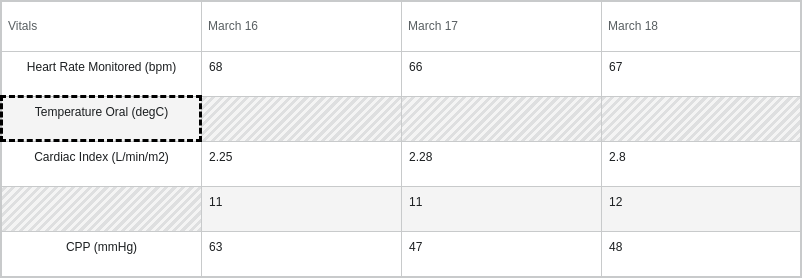 Vitals March 16 March 17 March 18
Heart Rate Monitored (bpm) 68 66 67
Temperature Oral (degC)
Cardiac Index (L/min/m2) 2.25 2.28 2.8
11 11 12
CPP (mmHg) 63 47 48